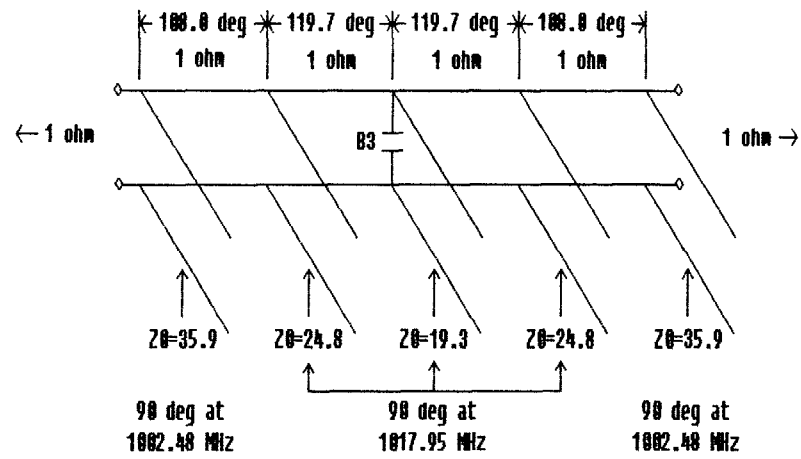 108.0 deg 119.7 deg 119.7 deg 108.0 deg
1 ohm 1 ohm 1 ohm 1 ohm
1 ohm
B3
1 ohm
Z0=35.9 Z0=24.8 Z0=19.3 Z0=24.8 Z0=35.9
90 deg at 90 deg at 90 deg at
1002.48 MHz 1017.95 MHz 1002.48 MHz